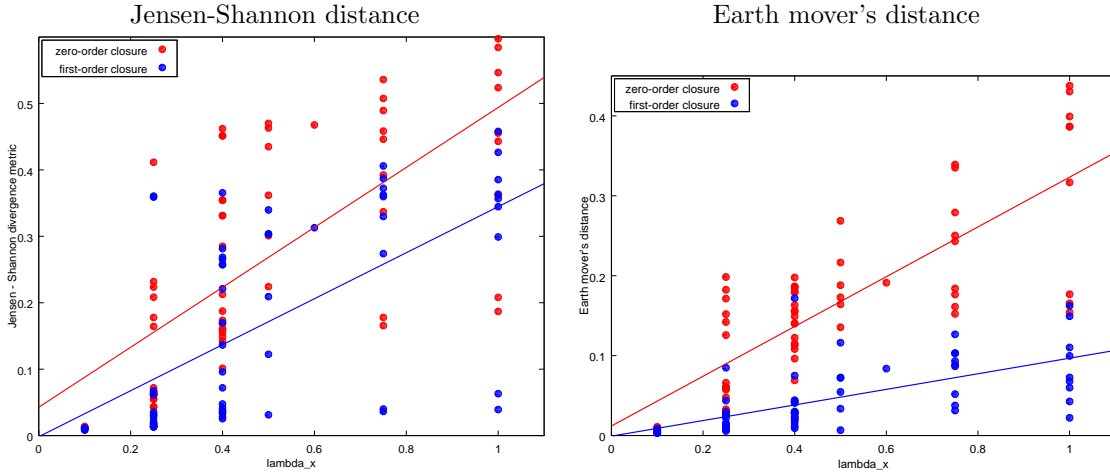 Jensen-Shannon distance
zero-order closure
first-order closure
Jensen - Shannon divergence metric
0.5
0.4
0.3
0.2
0.1
0
0 0.2 0.4 0.6 0.8 1
lambda_x
Earth mover's distance
zero-order closure
first-order closure
Earth mover's distance
0.4
0.3
0.2
0.1
0
0 0.2 0.4 0.6 0.8 1
lambda_x